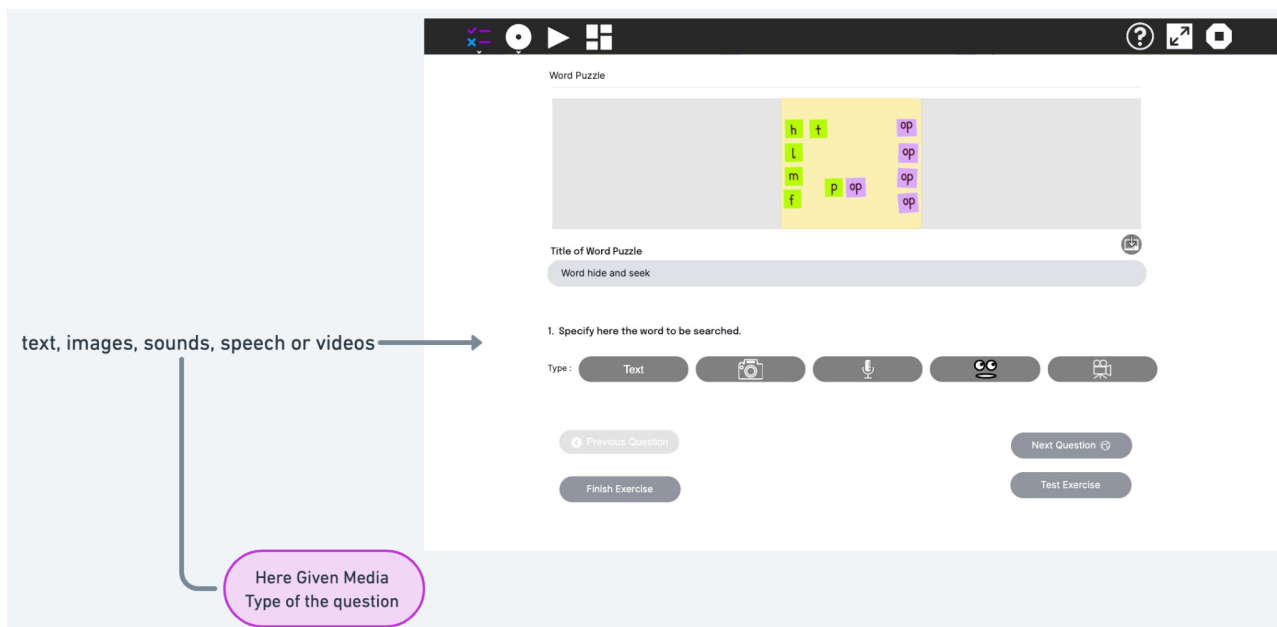 Word Puzzle
h t op
l op
m op
p op
f op
Title of Word Puzzle
Word hide and seek
1. Specify here the word to be searched.
text, images, sounds, speech or videos
Type : Text
Previous Question
Next Question
Finish Exercise
Test Exercise
Here Given Media
Type of the question